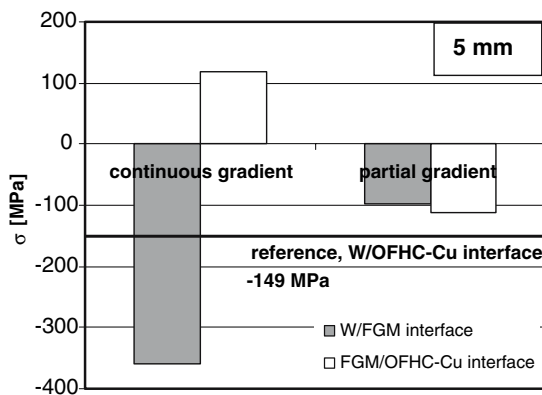 200
5 mm
100
0
continuous gradient
partial gradient
-100
σ [MPa]
reference, W/OFHC-Cu interface
-200
-149 MPa
-300
W/FGM interface
FGM/OFHC-Cu interface
-400